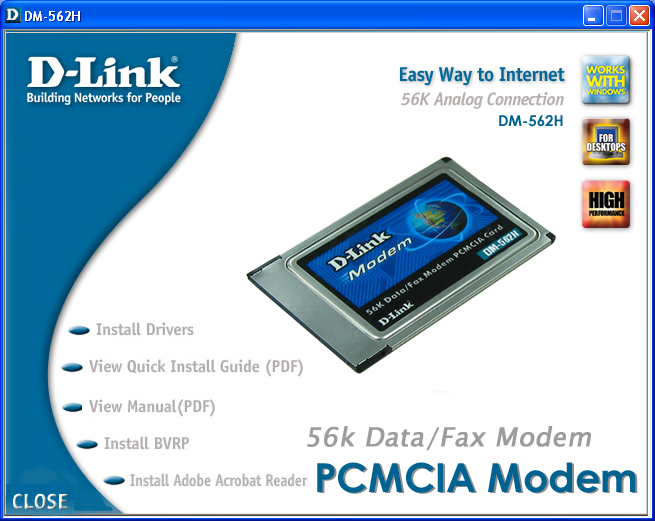 DM-562H
D-Link®
Building Networks for People
Easy Way to Internet
56K Analog Connection
DM-562H
WORKS
WITH
WINDOWS
FOR
DESKTOPS
HIGH
PERFORMANCE
D-Link
Modem
56K Data/Fax Modem PCMCIA Card
DM-562H
D-Link
Install Drivers
View Quick Install Guide (PDF)
View Manual(PDF)
Install BVRP
Install Adobe Acrobat Reader
56k Data/Fax Modem
PCMCIA Modem
CLOSE